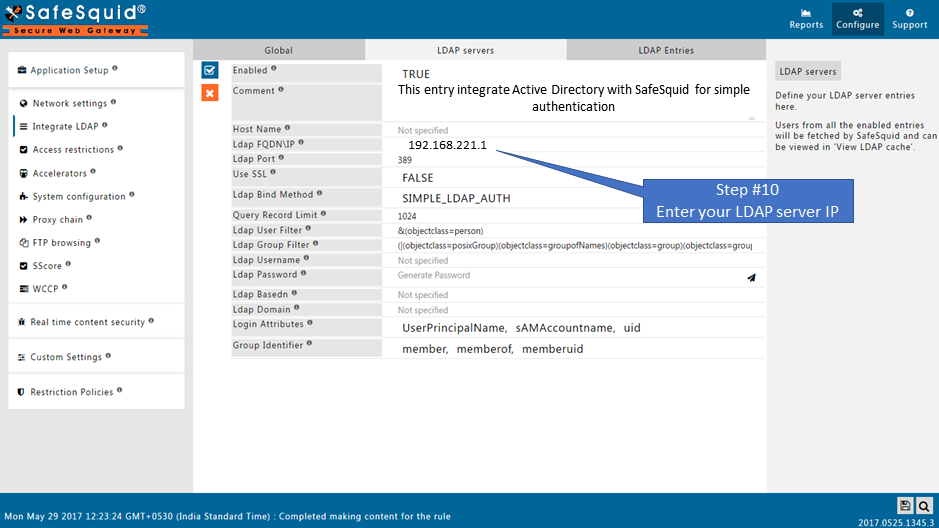 SafeSquid®
Secure Web Gateway
Reports
Configure
Support
Global
LDAP servers
LDAP Entries
Application Setup
Network settings
Integrate LDAP
Access restrictions
Accelerators
System configuration
Proxy chain
FTP browsing
SScore
WCCP
Real time content security
Custom Settings
Restriction Policies
Enabled
TRUE
Comment
This entry integrate Active Directory with SafeSquid for simple
authentication
Host Name
Not specified
Ldap FQDN\IP
192.168.221.1
Ldap Port
389
Use SSL
FALSE
Ldap Bind Method
SIMPLE_LDAP_AUTH
Query Record Limit
1024
Ldap User Filter
&(objectclass=person)
Ldap Group Filter
(|(objectclass=posixGroup)(objectclass=groupofNames)(objectclass=group)(objectclass=grou
Ldap Username
Not specified
Ldap Password
Generate Password
Ldap Basedn
Not specified
Ldap Domain
Not specified
Login Attributes
UserPrincipalName, sAMAccountname, uid
Group Identifier
member, memberof, memberuid
Step #10
Enter your LDAP server IP
LDAP servers
Define your LDAP server entries
here.
Users from all the enabled entries
will be fetched by SafeSquid and can
be viewed in 'View LDAP cache'.
Mon May 29 2017 12:23:24 GMT+0530 (India Standard Time) : Completed making content for the rule
2017.0525.1345.3